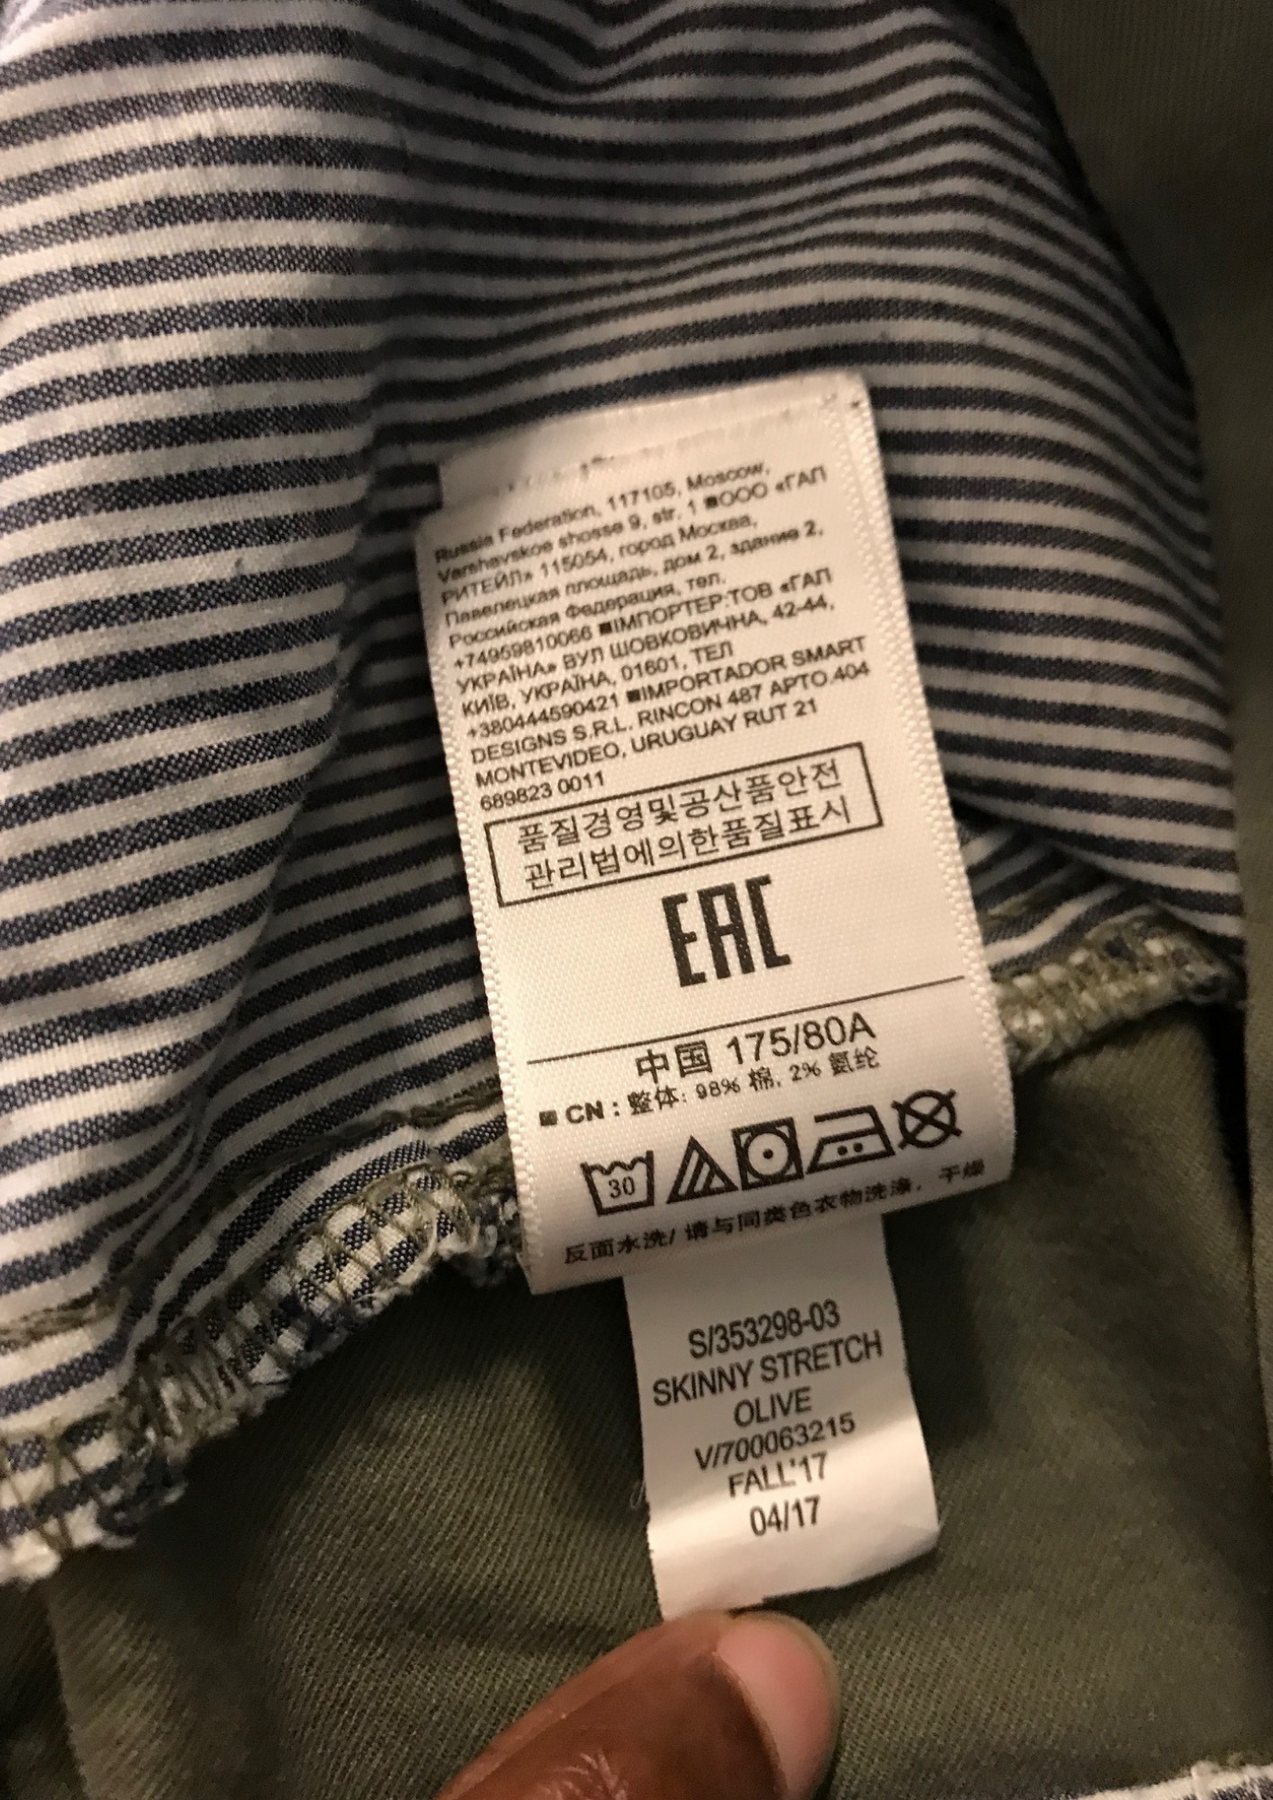 Russia Federation, 117105, Moscow,
Varshavskoe shosse 9, str. 1 ■ООО «ГАП
РИТЕЙЛ» 115054, город Москва,
Павелецкая площадь, дом 2, здание 2,
Российская Федерация, тел.
+74959810066 ■ІМПОРТЕР:ТОВ «ГАП
УКРАЇНА» ВУЛ ШОВКОВИЧНА, 42-44,
КИЇВ, УКРАЇНА, 01601, ТЕЛ
+380444590421 ■IMPORTADOR SMART
DESIGNS S.R.L. RINCON 487 APTO.404
MONTEVIDEO, URUGUAY RUT 21
689823 0011
품질경영및공산품안전
관리법에의한품질표시
EAC
中国 175/80A
■ CN : 整体: 98% 棉, 2% 氨纶
30
反面水洗/ 请与同类色衣物洗涤, 干燥
S/353298-03
SKINNY STRETCH
OLIVE
V/700063215
FALL'17
04/17